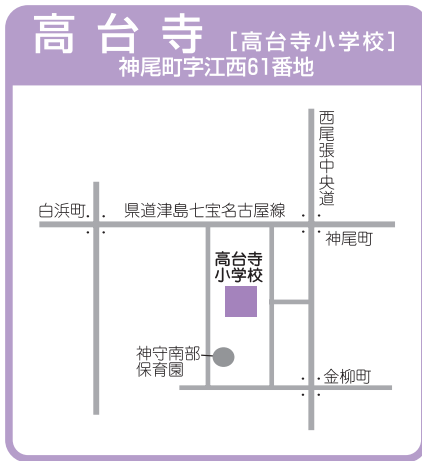 高台寺 [高台寺小学校]
神尾町字江西61番地
西尾張中央道
白浜町
県道津島七宝名古屋線
神尾町
高台寺
小学校
神守南部
保育園
金柳町